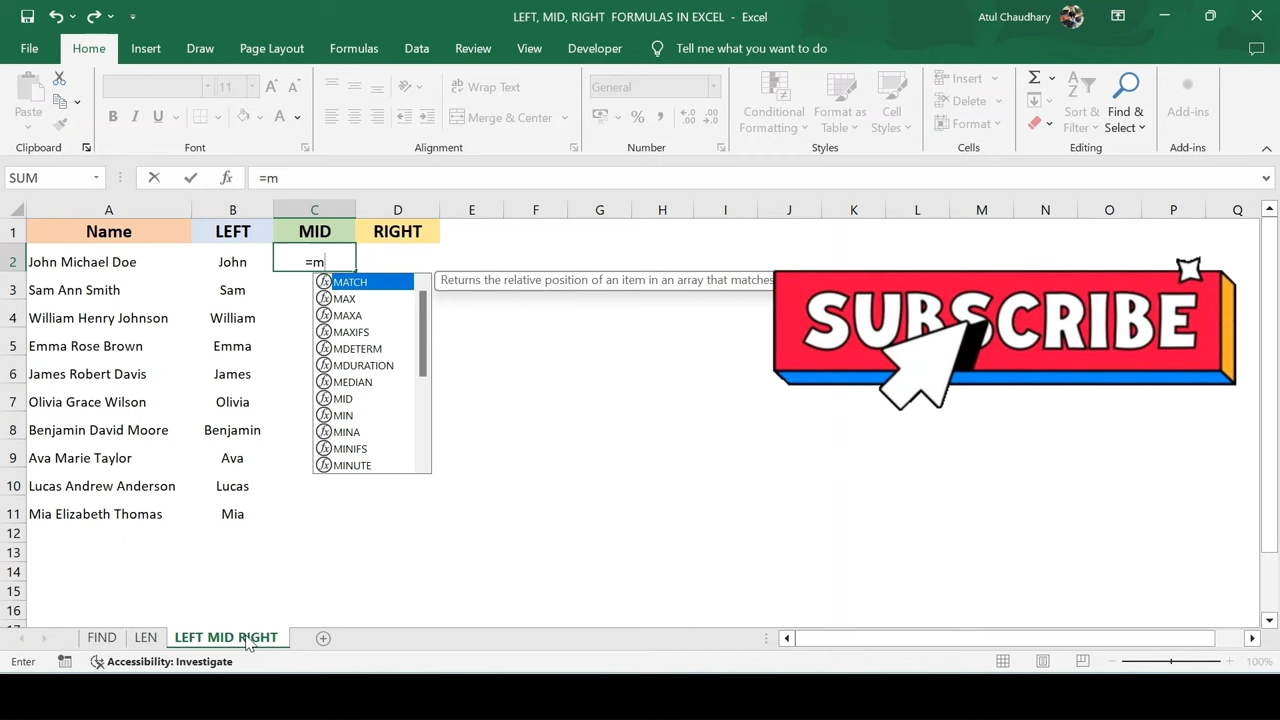 LEFT, MID, RIGHT FORMULAS IN EXCEL - Excel
Atul Chaudhary
File Home Insert Draw Page Layout Formulas Data Review View Developer Tell me what you want to do
Paste
Clipboard
11
B I U
Font
Wrap Text
Merge & Center
Alignment
General
Number
Conditional Formatting
Format as Table
Cell Styles
Styles
Insert
Delete
Format
Cells
Sort & Filter
Find & Select
Editing
Add-ins
Add-ins
SUM
fx
=m
A B C D E F G H I J K L M N O P Q
1 Name LEFT MID RIGHT
2 John Michael Doe John =m
3 Sam Ann Smith Sam
4 William Henry Johnson William
5 Emma Rose Brown Emma
6 James Robert Davis James
7 Olivia Grace Wilson Olivia
8 Benjamin David Moore Benjamin
9 Ava Marie Taylor Ava
10 Lucas Andrew Anderson Lucas
11 Mia Elizabeth Thomas Mia
12
13
14
15
16
MATCH
MAX
MAXA
MAXIFS
MDETERM
MDURATION
MEDIAN
MID
MIN
MINA
MINIFS
MINUTE
Returns the relative position of an item in an array that matches
SUBSCRIBE
FIND LEN LEFT MID RIGHT
Enter
Accessibility: Investigate
100%